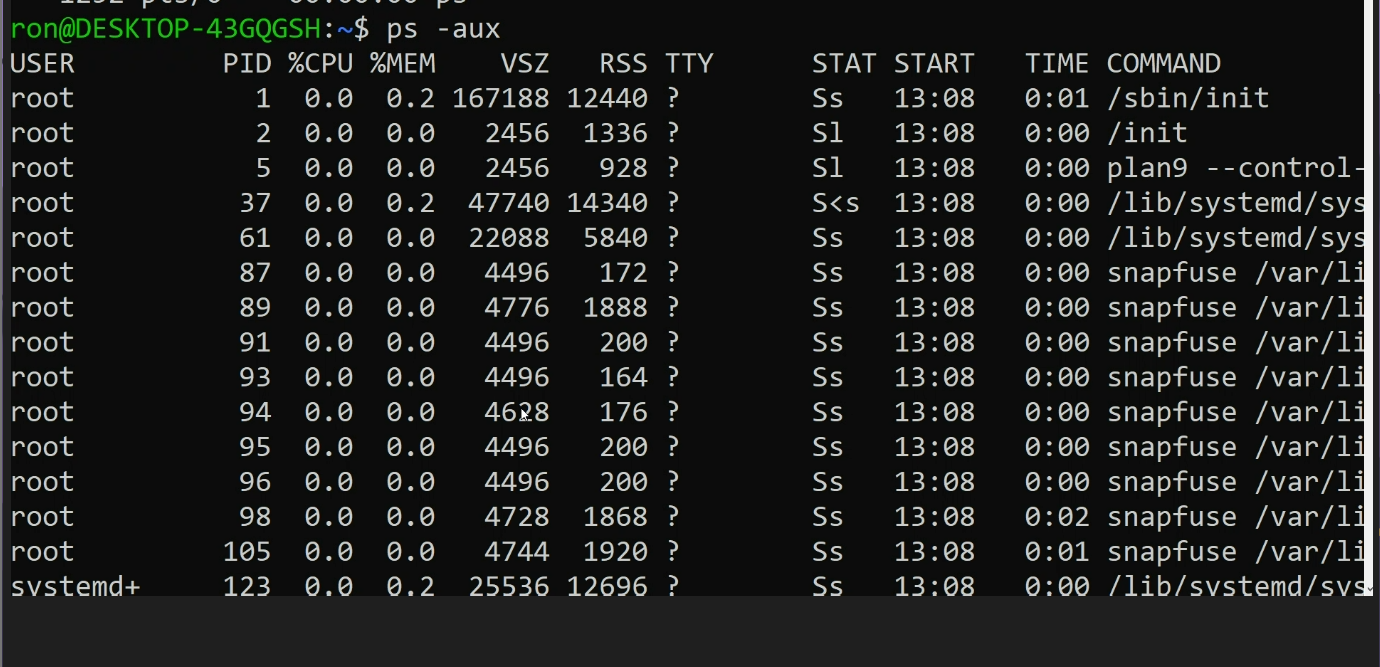 1292 pts/0 00:00:00 ps
ron@DESKTOP-43GQGSH:~$ ps -aux
USER PID %CPU %MEM VSZ RSS TTY STAT START TIME COMMAND
root 1 0.0 0.2 167188 12440 ? Ss 13:08 0:01 /sbin/init
root 2 0.0 0.0 2456 1336 ? Sl 13:08 0:00 /init
root 5 0.0 0.0 2456 928 ? Sl 13:08 0:00 plan9 --control-
root 37 0.0 0.2 47740 14340 ? S<s 13:08 0:00 /lib/systemd/sys
root 61 0.0 0.0 22088 5840 ? Ss 13:08 0:00 /lib/systemd/sys
root 87 0.0 0.0 4496 172 ? Ss 13:08 0:00 snapfuse /var/li
root 89 0.0 0.0 4776 1888 ? Ss 13:08 0:00 snapfuse /var/li
root 91 0.0 0.0 4496 200 ? Ss 13:08 0:00 snapfuse /var/li
root 93 0.0 0.0 4496 164 ? Ss 13:08 0:00 snapfuse /var/li
root 94 0.0 0.0 4628 176 ? Ss 13:08 0:00 snapfuse /var/li
root 95 0.0 0.0 4496 200 ? Ss 13:08 0:00 snapfuse /var/li
root 96 0.0 0.0 4496 200 ? Ss 13:08 0:00 snapfuse /var/li
root 98 0.0 0.0 4728 1868 ? Ss 13:08 0:02 snapfuse /var/li
root 105 0.0 0.0 4744 1920 ? Ss 13:08 0:01 snapfuse /var/li
systemd+ 123 0.0 0.2 25536 12696 ? Ss 13:08 0:00 /lib/systemd/sys